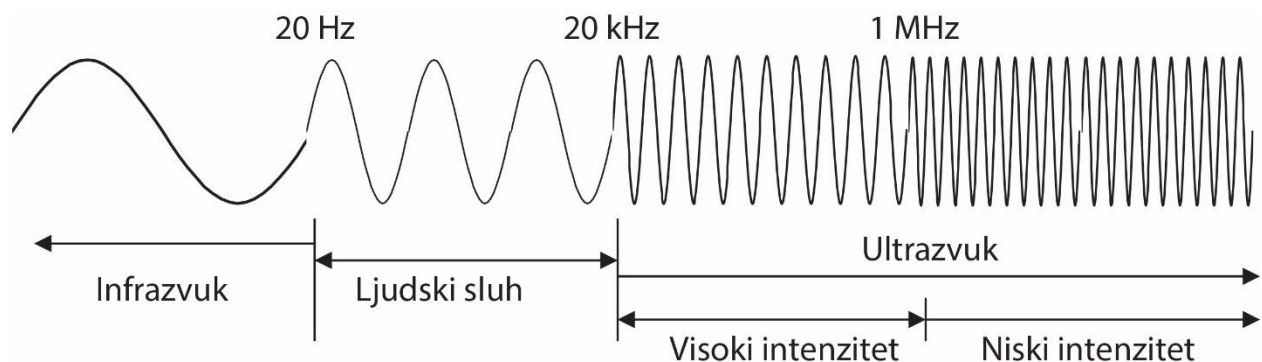 20 Hz 20 kHz 1 MHz
Ultrazvuk
Infrazvuk Ljudski sluh
Visoki intenzitet Niski intenzitet